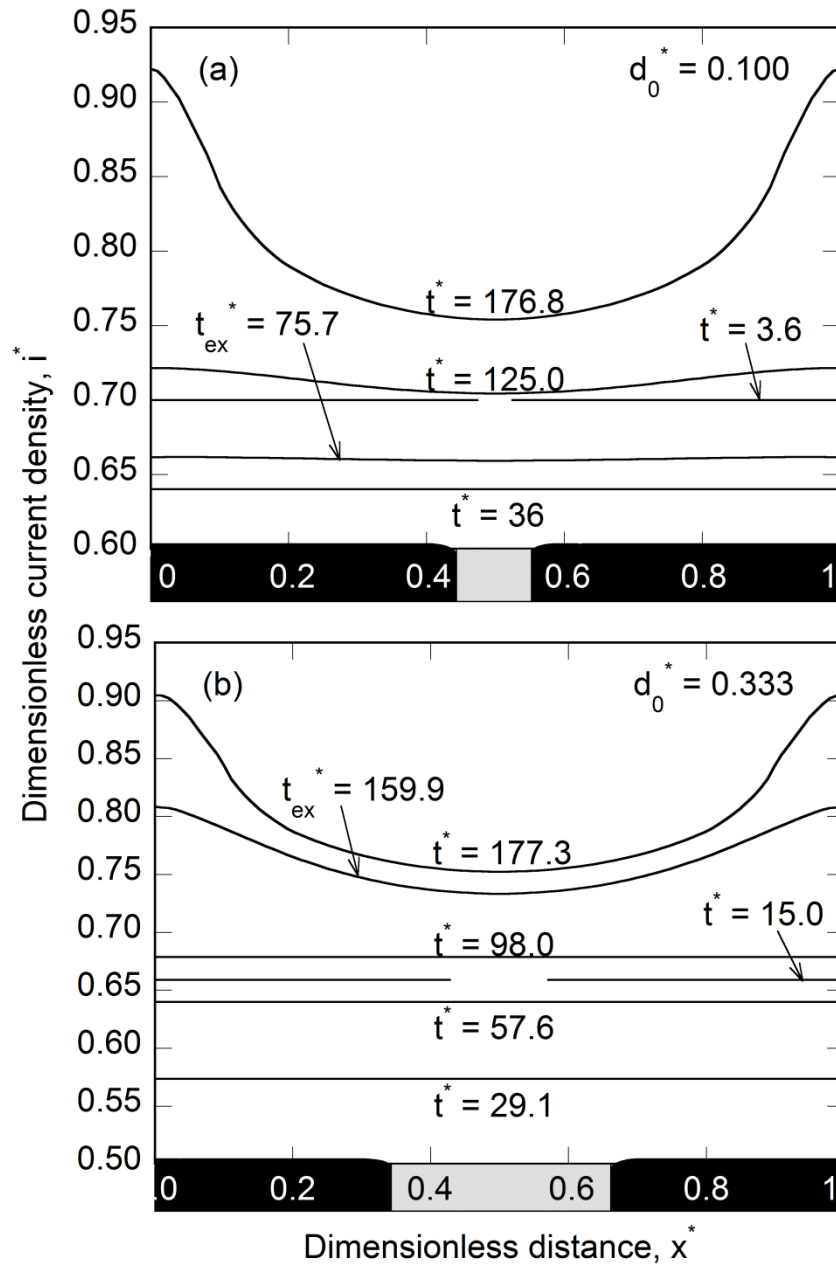 0.95
(a)
d₀* = 0.100
0.90
0.85
0.80
t* = 176.8
0.75
tₑₓ* = 75.7
t* = 3.6
t* = 125.0
0.70
0.65
t* = 36
0.60
0 0.2 0.4 0.6 0.8 1
Dimensionless current density, i*
0.95
(b)
d₀* = 0.333
0.90
0.85
tₑₓ* = 159.9
0.80
t* = 177.3
0.75
t* = 15.0
0.70
t* = 98.0
0.65
0.60
t* = 57.6
0.55
t* = 29.1
0.50
.0 0.2 0.4 0.6 0.8 1
Dimensionless distance, x*